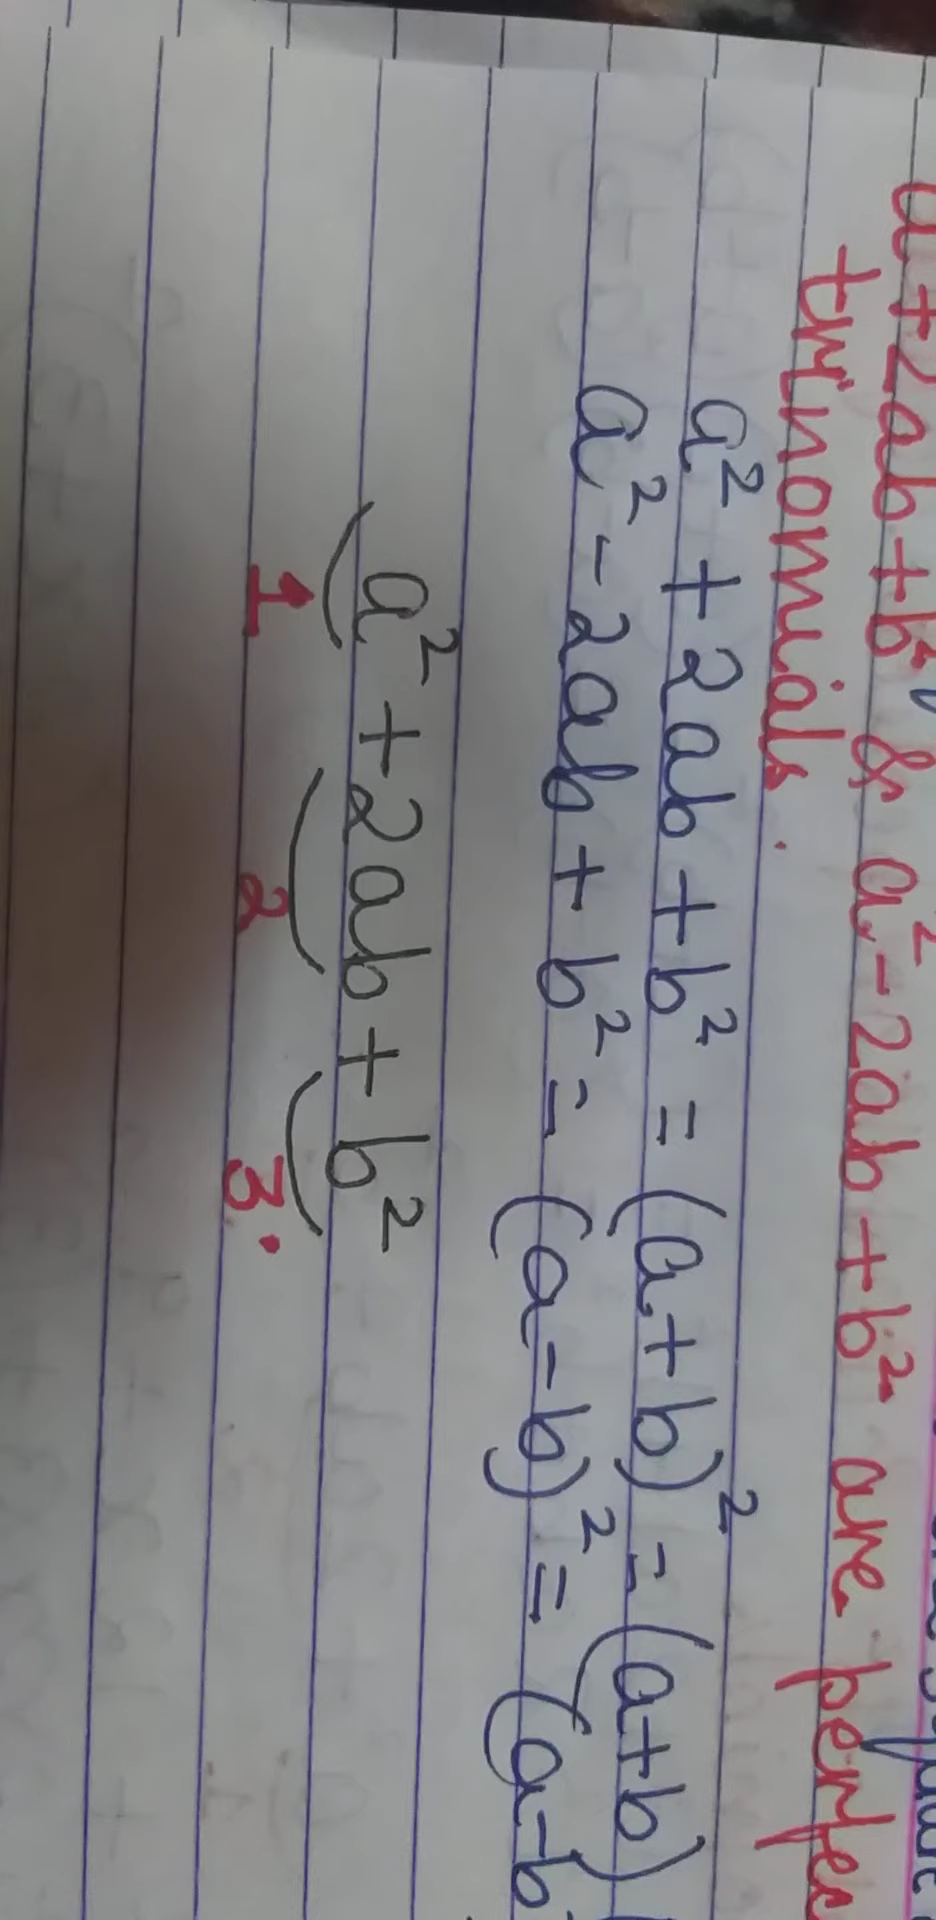 a²+2ab+b² & a²-2ab+b² are
trinomials.
a²+2ab+b² = (a+b)² = (a+b)
a²-2ab+b² = (a-b)² = (a-b
a²+2ab+b²
1 2 3.